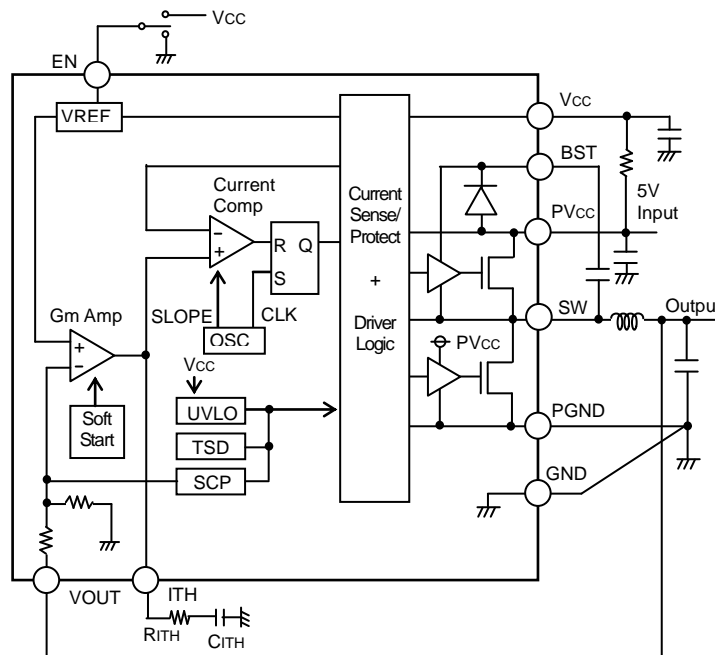 VCC
EN
VREF
VCC
BST
Current
Comp
Current
Sense/
Protect
+
Driver
Logic
5V
Input
PVCC
−
+
R Q
S
SLOPE
OSC
CLK
SW
Output
Gm Amp
+
−
Soft
Start
VCC
UVLO
TSD
SCP
PVCC
PGND
GND
VOUT
ITH
RITH
CITH